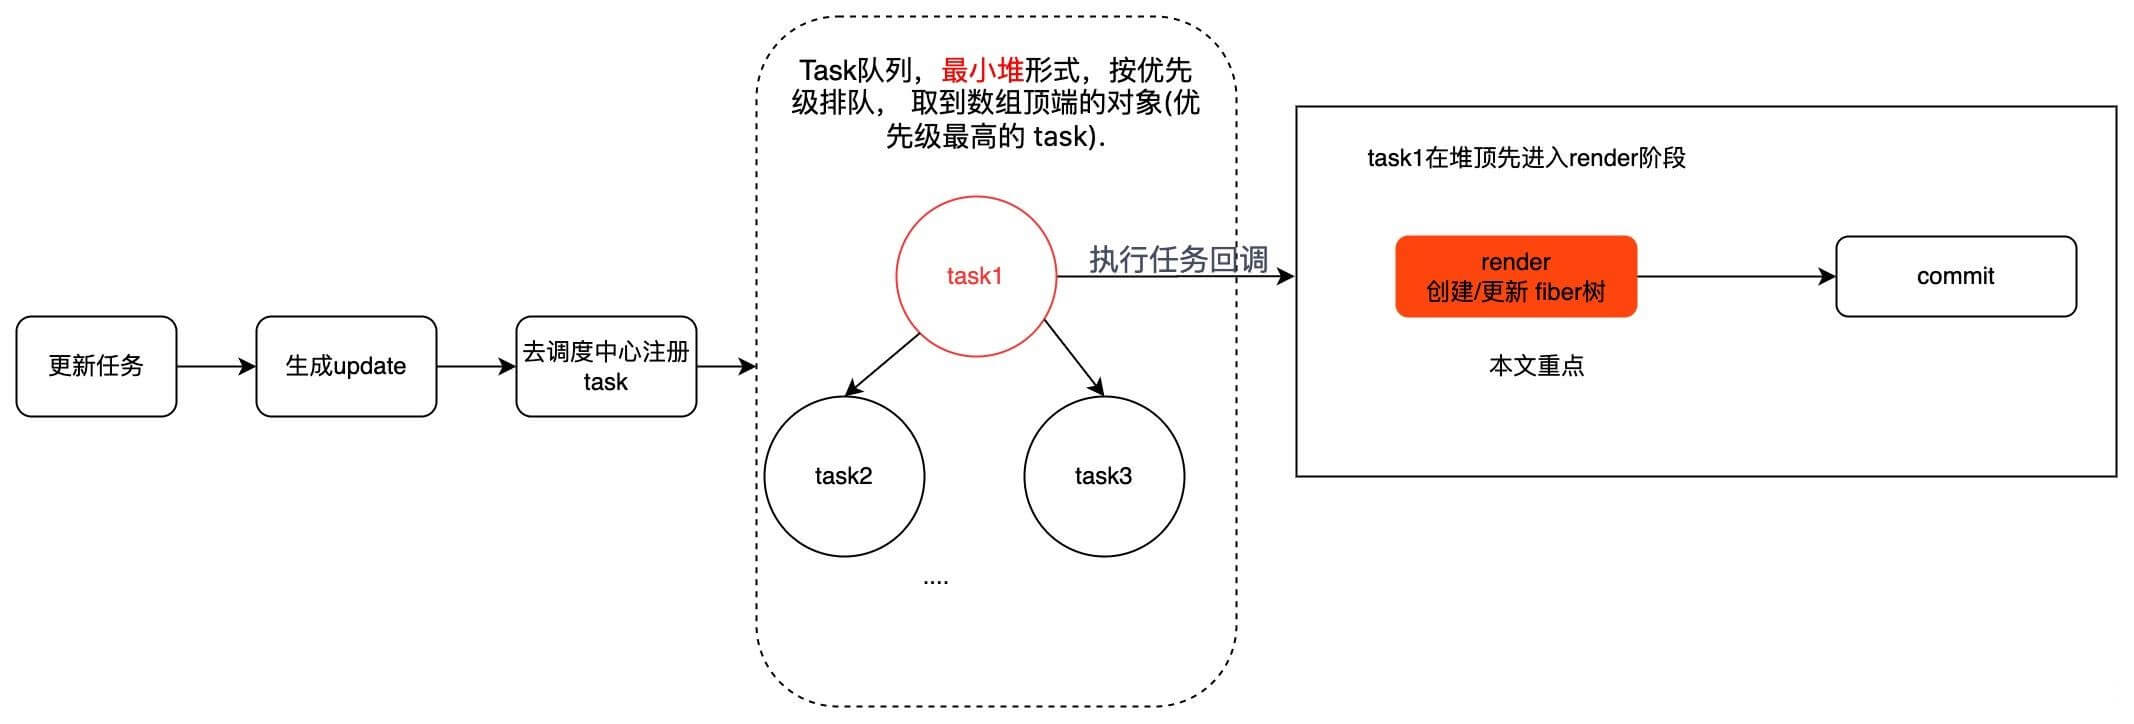 更新任务
生成update
去调度中心注册
task
Task队列，最小堆形式，按优先
级排队， 取到数组顶端的对象(优
先级最高的 task).
task1
task2
task3
....
执行任务回调
task1在堆顶先进入render阶段
render
创建/更新 fiber树
commit
本文重点